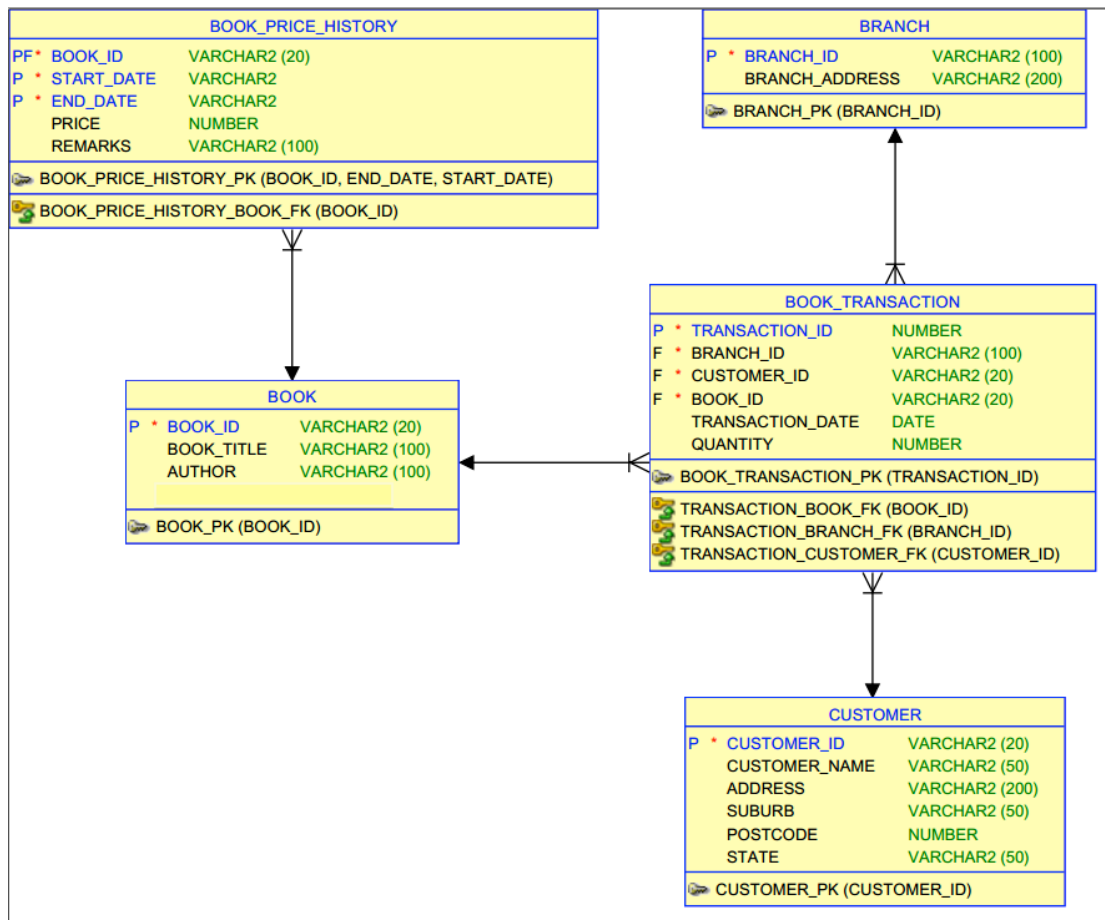 BOOK_PRICE_HISTORY
PF* BOOK_ID VARCHAR2 (20)
P * START_DATE VARCHAR2
P * END_DATE VARCHAR2
PRICE NUMBER
REMARKS VARCHAR2 (100)
BOOK_PRICE_HISTORY_PK (BOOK_ID, END_DATE, START_DATE)
BOOK_PRICE_HISTORY_BOOK_FK (BOOK_ID)
BRANCH
P * BRANCH_ID VARCHAR2 (100)
BRANCH_ADDRESS VARCHAR2 (200)
BRANCH_PK (BRANCH_ID)
BOOK_TRANSACTION
P * TRANSACTION_ID NUMBER
F * BRANCH_ID VARCHAR2 (100)
F * CUSTOMER_ID VARCHAR2 (20)
F * BOOK_ID VARCHAR2 (20)
TRANSACTION_DATE DATE
QUANTITY NUMBER
BOOK_TRANSACTION_PK (TRANSACTION_ID)
TRANSACTION_BOOK_FK (BOOK_ID)
TRANSACTION_BRANCH_FK (BRANCH_ID)
TRANSACTION_CUSTOMER_FK (CUSTOMER_ID)
BOOK
P * BOOK_ID VARCHAR2 (20)
BOOK_TITLE VARCHAR2 (100)
AUTHOR VARCHAR2 (100)
BOOK_PK (BOOK_ID)
CUSTOMER
P * CUSTOMER_ID VARCHAR2 (20)
CUSTOMER_NAME VARCHAR2 (50)
ADDRESS VARCHAR2 (200)
SUBURB VARCHAR2 (50)
POSTCODE NUMBER
STATE VARCHAR2 (50)
CUSTOMER_PK (CUSTOMER_ID)